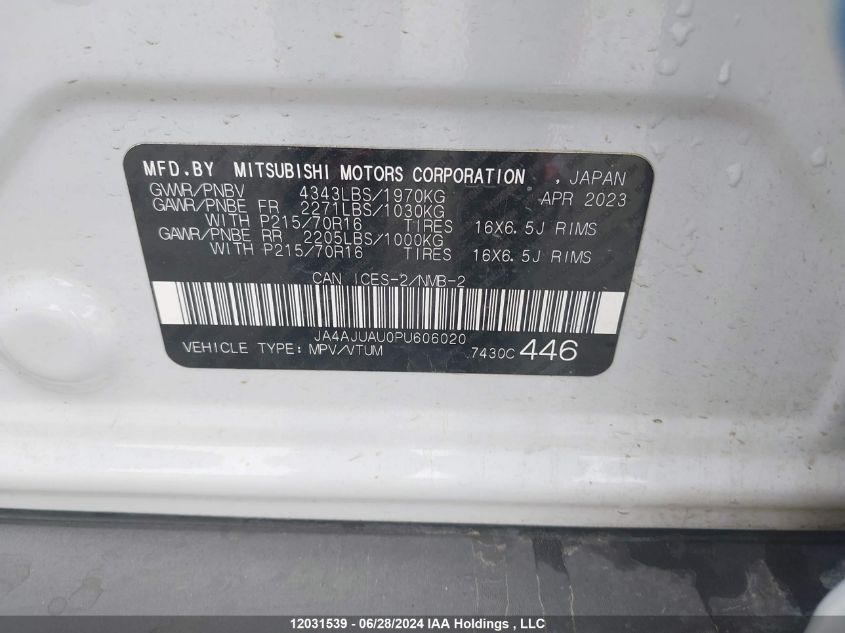 MFD.BY MITSUBISHI MOTORS CORPORATION , JAPAN
GVWR/PNBV 4343LBS/1970KG APR 2023
GAWR/PNBE FR 2271LBS/1030KG
WITH P215/70R16 TIRES 16X6.5J RIMS
GAWR/PNBE RR 2205LBS/1000KG
WITH P215/70R16 TIRES 16X6.5J RIMS
CAN ICES-2/NMB-2
JA4AJUAU0PU606020
VEHICLE TYPE: MPV/VTUM 7430C 446
12031539 - 06/28/2024 IAA Holdings, LLC